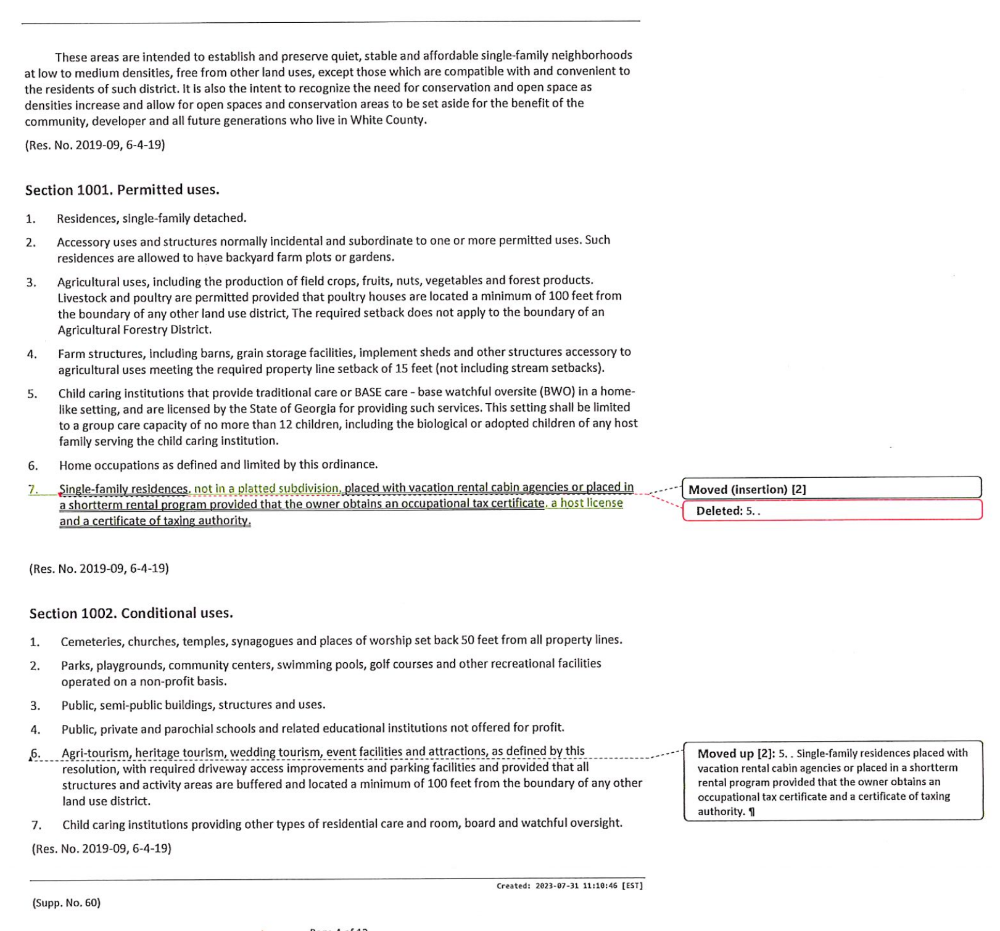 These areas are intended to establish and preserve quiet, stable and affordable single-family neighborhoods
at low to medium densities, free from other land uses, except those which are compatible with and convenient to
the residents of such district. It is also the intent to recognize the need for conservation and open space as
densities increase and allow for open spaces and conservation areas to be set aside for the benefit of the
community, developer and all future generations who live in White County.
(Res. No. 2019-09, 6-4-19)
Section 1001. Permitted uses.
1. Residences, single-family detached.
2. Accessory uses and structures normally incidental and subordinate to one or more permitted uses. Such
residences are allowed to have backyard farm plots or gardens.
3. Agricultural uses, including the production of field crops, fruits, nuts, vegetables and forest products.
Livestock and poultry are permitted provided that poultry houses are located a minimum of 100 feet from
the boundary of any other land use district, The required setback does not apply to the boundary of an
Agricultural Forestry District.
4. Farm structures, including barns, grain storage facilities, implement sheds and other structures accessory to
agricultural uses meeting the required property line setback of 15 feet (not including stream setbacks).
5. Child caring institutions that provide traditional care or BASE care - base watchful oversite (BWO) in a home-
like setting, and are licensed by the State of Georgia for providing such services. This setting shall be limited
to a group care capacity of no more than 12 children, including the biological or adopted children of any host
family serving the child caring institution.
6. Home occupations as defined and limited by this ordinance.
7. Single-family residences, not in a platted subdivision, placed with vacation rental cabin agencies or placed in
a shortterm rental program provided that the owner obtains an occupational tax certificate, a host license
and a certificate of taxing authority.
Moved (insertion) [2]
Deleted: 5. .
(Res. No. 2019-09, 6-4-19)
Section 1002. Conditional uses.
1. Cemeteries, churches, temples, synagogues and places of worship set back 50 feet from all property lines.
2. Parks, playgrounds, community centers, swimming pools, golf courses and other recreational facilities
operated on a non-profit basis.
3. Public, semi-public buildings, structures and uses.
4. Public, private and parochial schools and related educational institutions not offered for profit.
6. Agri-tourism, heritage tourism, wedding tourism, event facilities and attractions, as defined by this
resolution, with required driveway access improvements and parking facilities and provided that all
structures and activity areas are buffered and located a minimum of 100 feet from the boundary of any other
land use district.
Moved up [2]: 5. . Single-family residences placed with
vacation rental cabin agencies or placed in a shortterm
rental program provided that the owner obtains an
occupational tax certificate and a certificate of taxing
authority. ¶
7. Child caring institutions providing other types of residential care and room, board and watchful oversight.
(Res. No. 2019-09, 6-4-19)
Created: 2023-07-31 11:10:46 [EST]
(Supp. No. 60)